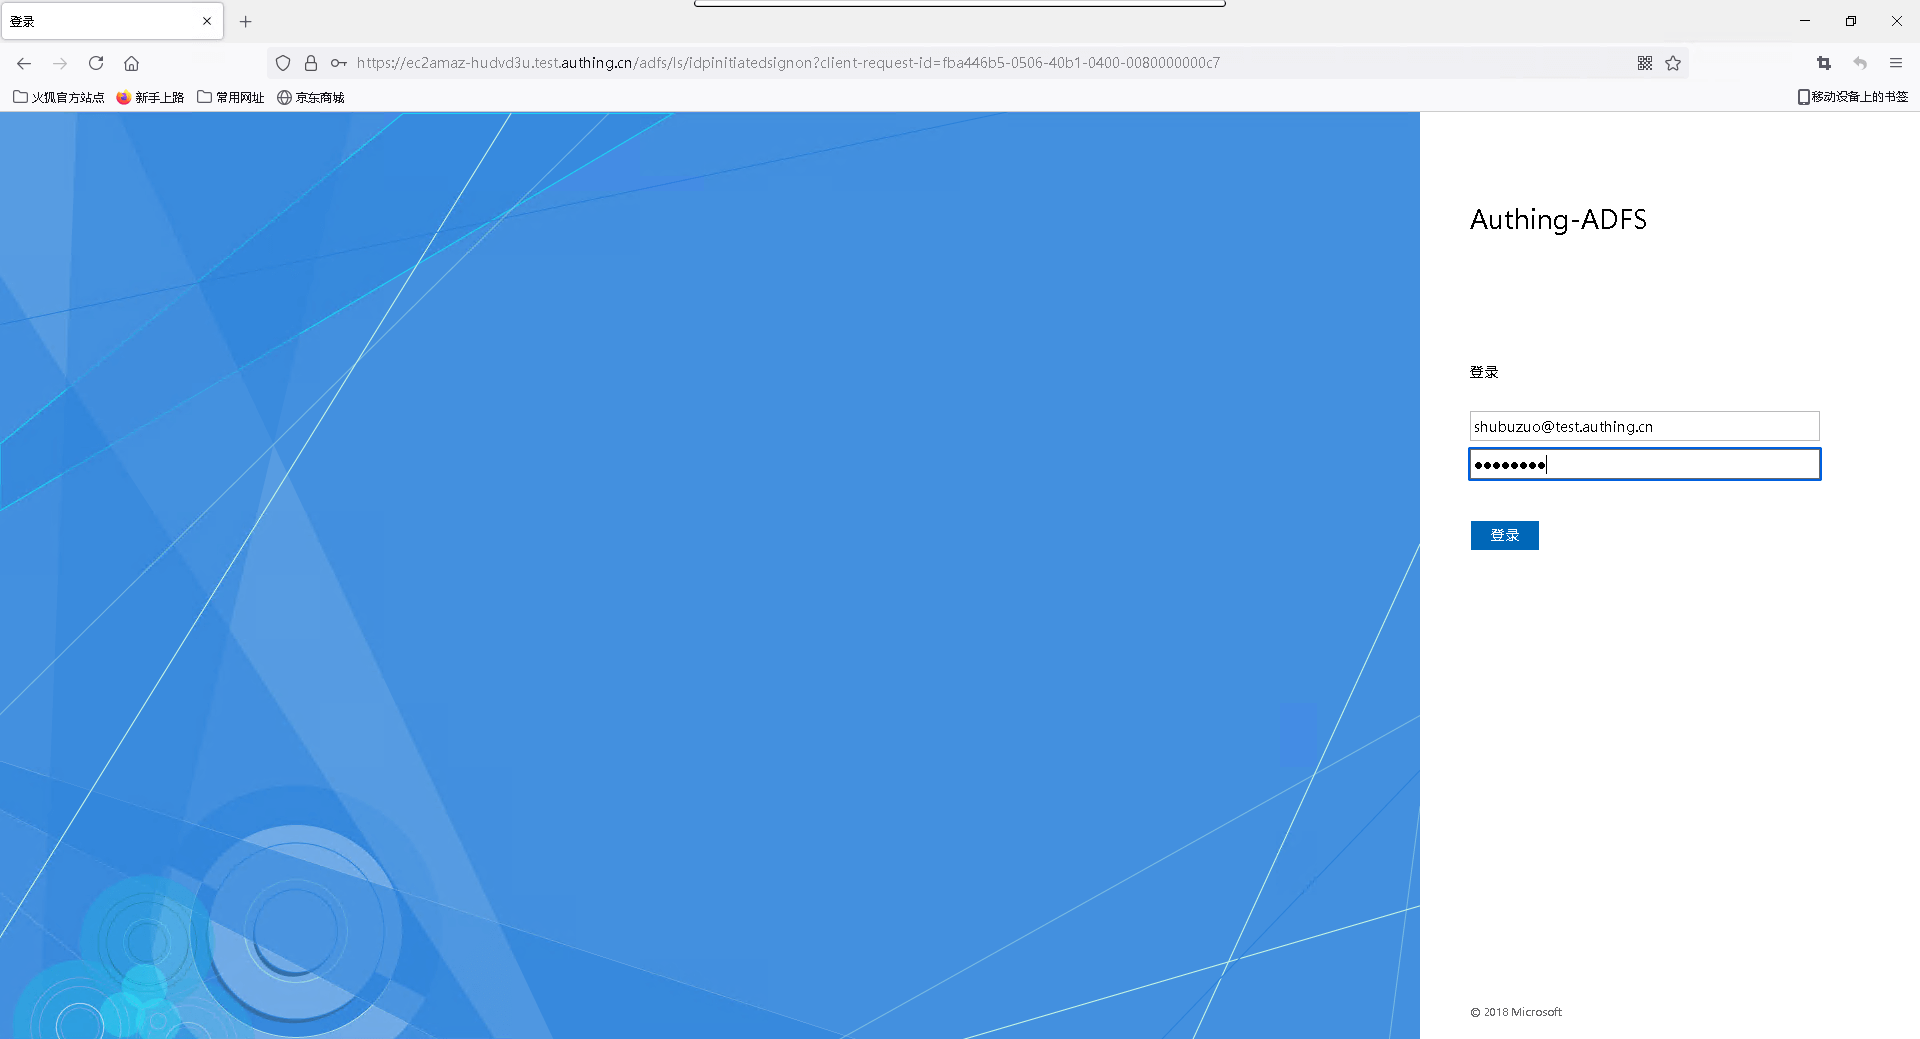 登录
https://ec2amaz-hudvd3u.test.authing.cn/adfs/ls/idpinitiatedsignon?client-request-id=fba446b5-0506-40b1-0400-0080000000c7
火狐官方站点 新手上路 常用网址 京东商城 移动设备上的书签
Authing-ADFS
登录
shubuzuo@test.authing.cn
••••••••
登录
© 2018 Microsoft